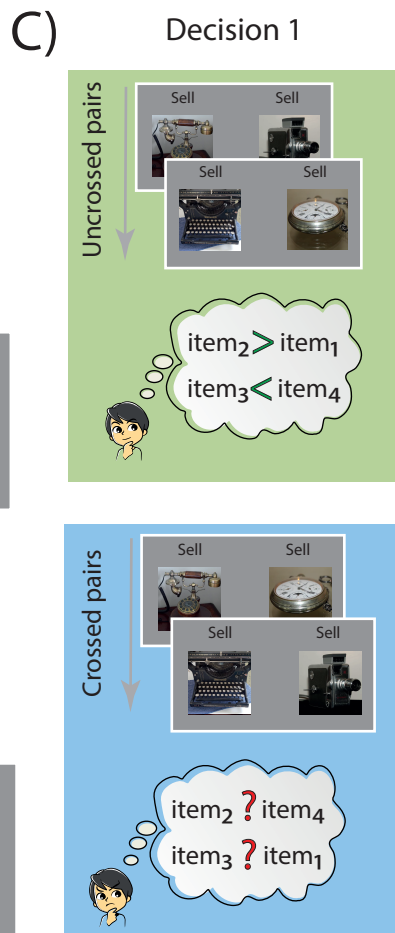 C)
Decision 1
Uncrossed pairs
Sell Sell
Sell Sell
item₂ > item₁
item₃ < item₄
Crossed pairs
Sell Sell
Sell Sell
item₂ ? item₄
item₃ ? item₁